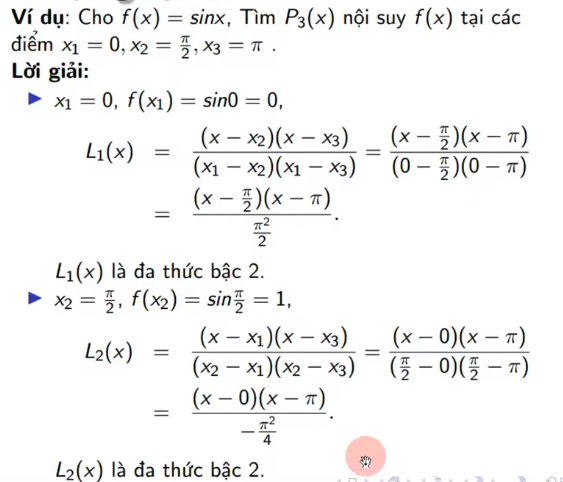 Ví dụ: Cho f(x) = sinx, Tìm P₃(x) nội suy f(x) tại các
điểm x₁ = 0, x₂ = π/2, x₃ = π .
Lời giải:
▶ x₁ = 0, f(x₁) = sin0 = 0,
L₁(x) = (x − x₂)(x − x₃) / (x₁ − x₂)(x₁ − x₃) = (x − π/2)(x − π) / (0 − π/2)(0 − π)
= (x − π/2)(x − π) / (π²/2).
L₁(x) là đa thức bậc 2.
▶ x₂ = π/2, f(x₂) = sin π/2 = 1,
L₂(x) = (x − x₁)(x − x₃) / (x₂ − x₁)(x₂ − x₃) = (x − 0)(x − π) / (π/2 − 0)(π/2 − π)
= (x − 0)(x − π) / (−π²/4).
L₂(x) là đa thức bậc 2.